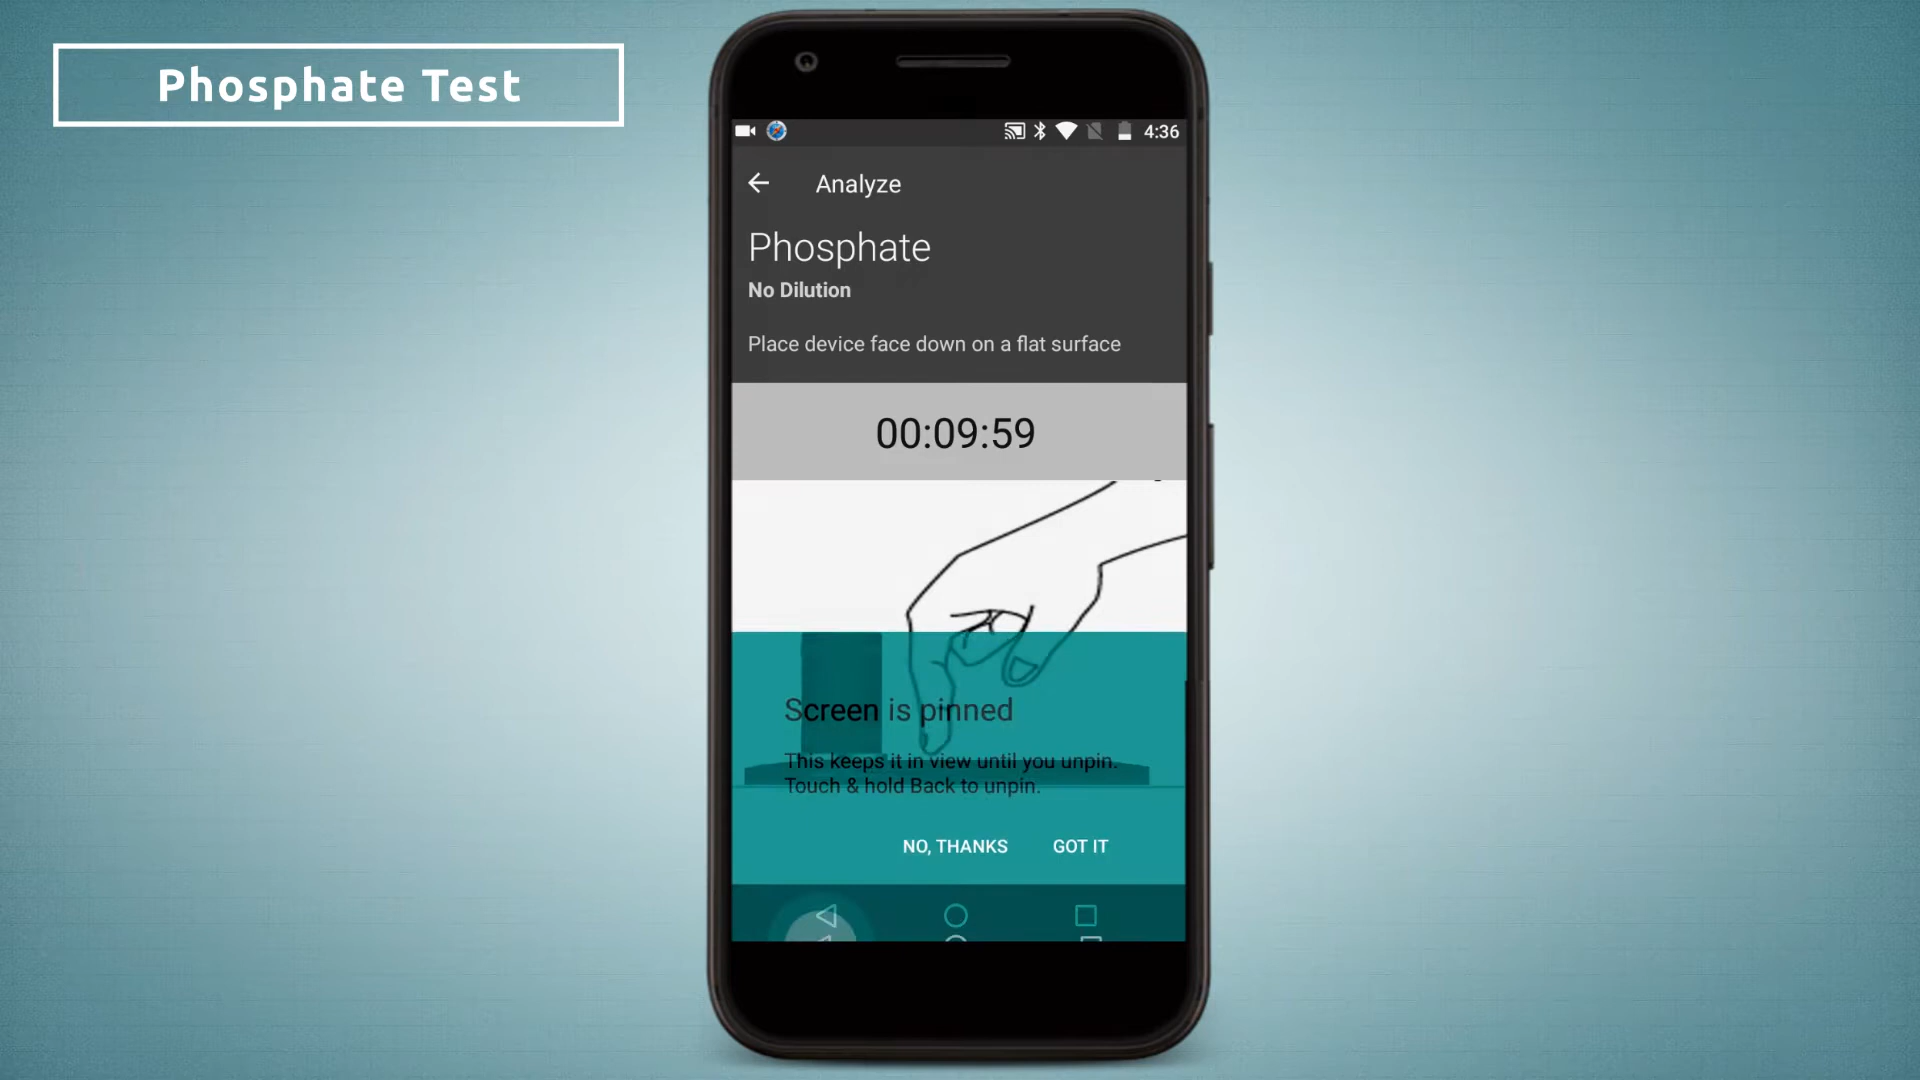 Phosphate Test
4:36
Analyze
Phosphate
No Dilution
Place device face down on a flat surface
00:09:59
Screen is pinned
This keeps it in view until you unpin.
Touch & hold Back to unpin.
NO, THANKS GOT IT